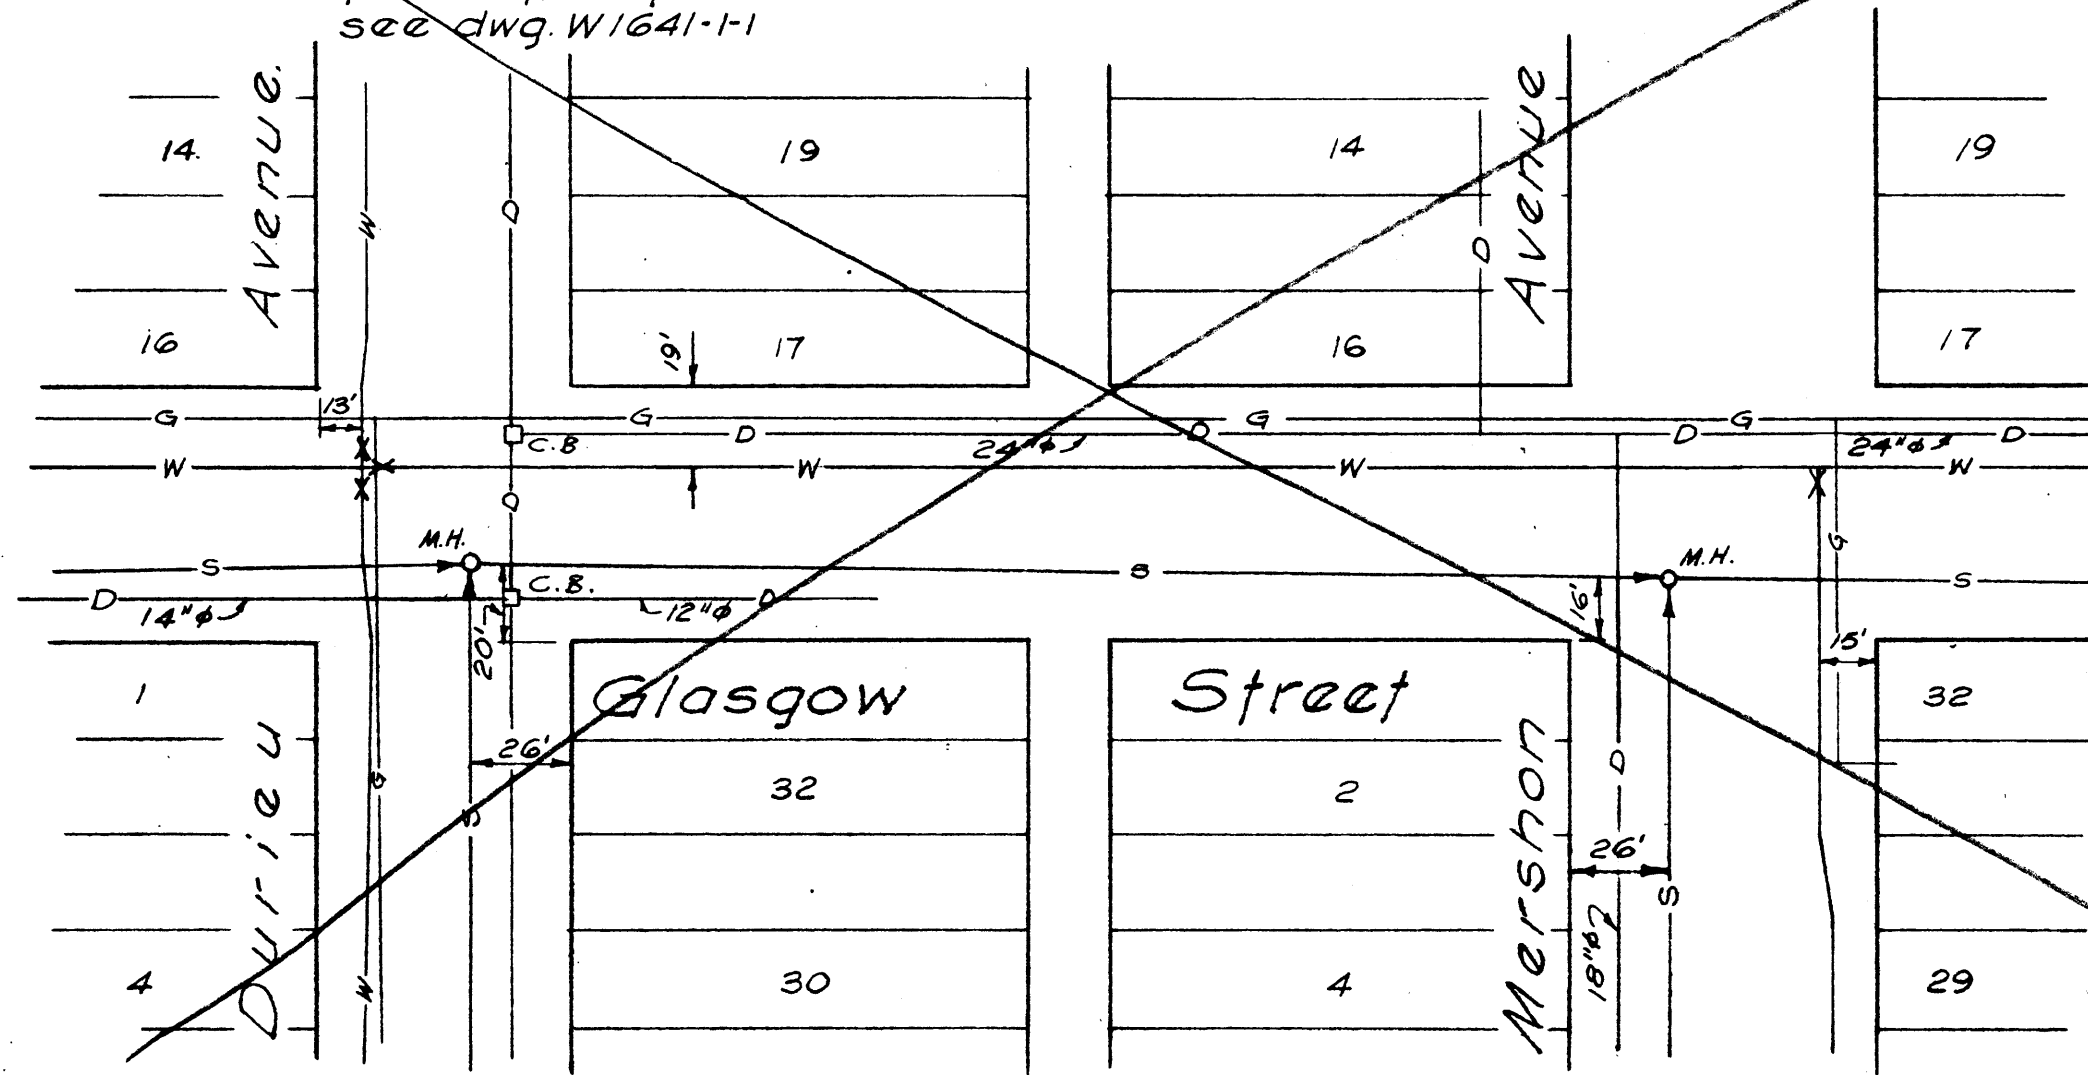 see dwg. W1641-1-1
Avenue.
Avenue
14.
19
14
19
W
D
D
16
19'
17
16
17
13'
G
G
G
G
C.B.
D
24"φ
D
24"φ
D
W
W
W
W
D
M.H.
G
M.H.
S
S
S
D
14"φ
C.B.
12"φ
D
20'
16'
15'
1
Glasgow Street
32
26'
G
32
2
D
S
26'
S
Durieu
Mershon
18"φ
4
W
30
4
29